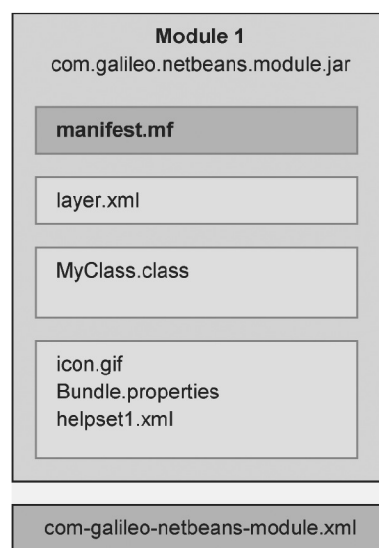 Module 1
com.galileo.netbeans.module.jar
manifest.mf
layer.xml
MyClass.class
icon.gif
Bundle.properties
helpset1.xml
com-galileo-netbeans-module.xml